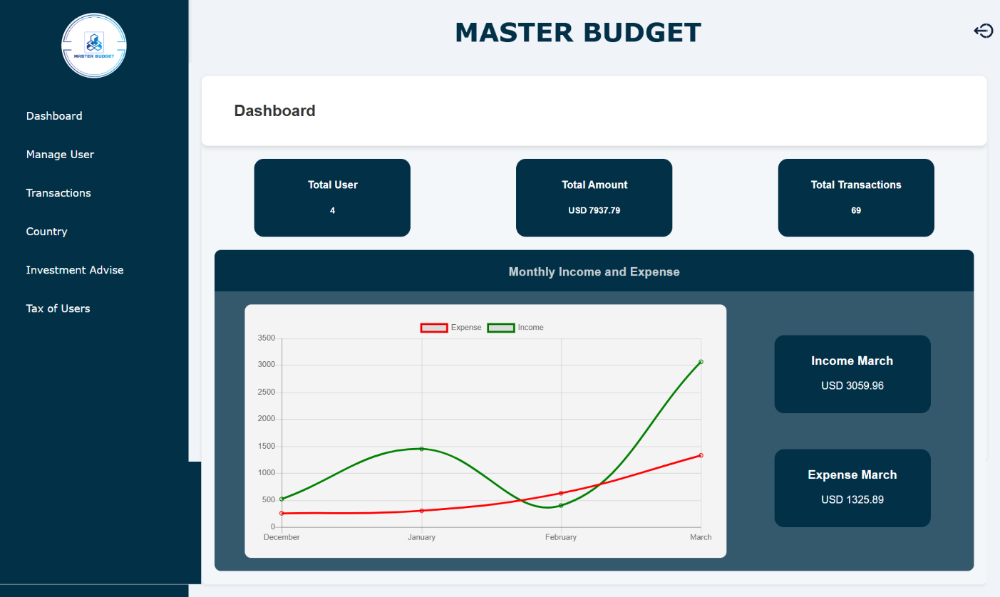 MASTER BUDGET
MASTER BUDGET
Dashboard
Manage User
Transactions
Country
Investment Advise
Tax of Users
Dashboard
Total User
4
Total Amount
USD 7937.79
Total Transactions
69
Monthly Income and Expense
Expense Income
3500
3000
2500
2000
1500
1000
500
0
December January February March
Income March
USD 3059.96
Expense March
USD 1325.89